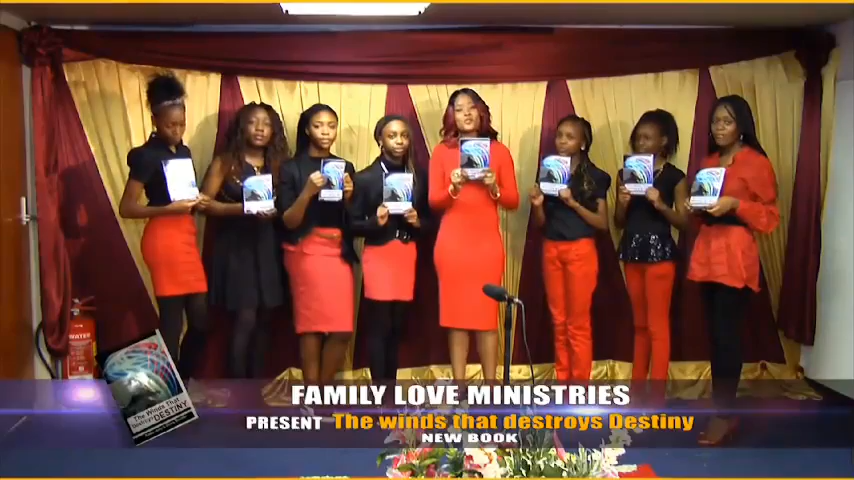 WATER
The Winds That
Destroys DESTINY
FAMILY LOVE MINISTRIES
PRESENT: The winds that destroys Destiny
NEW BOOK